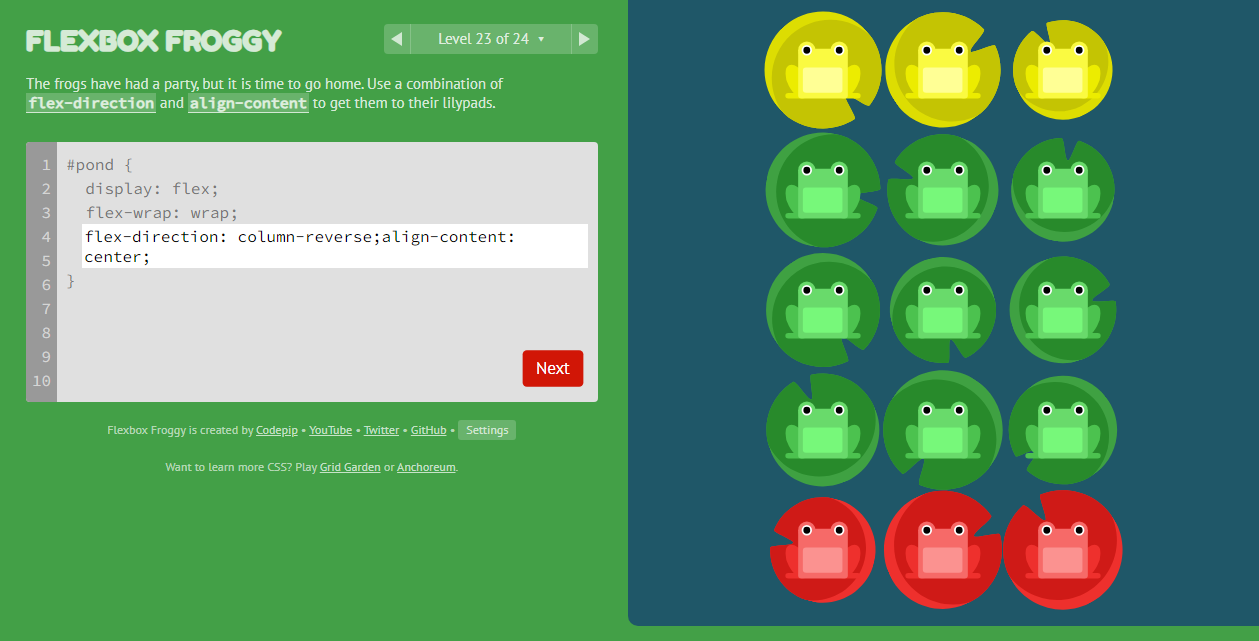 FLEXBOX FROGGY
Level 23 of 24
The frogs have had a party, but it is time to go home. Use a combination of
flex-direction and align-content to get them to their lilypads.
1 #pond {
2 display: flex;
3 flex-wrap: wrap;
4 flex-direction: column-reverse;align-content:
5 center;
6 }
7
8
9
10
Next
Flexbox Froggy is created by Codepip • YouTube • Twitter • GitHub • Settings
Want to learn more CSS? Play Grid Garden or Anchoreum.